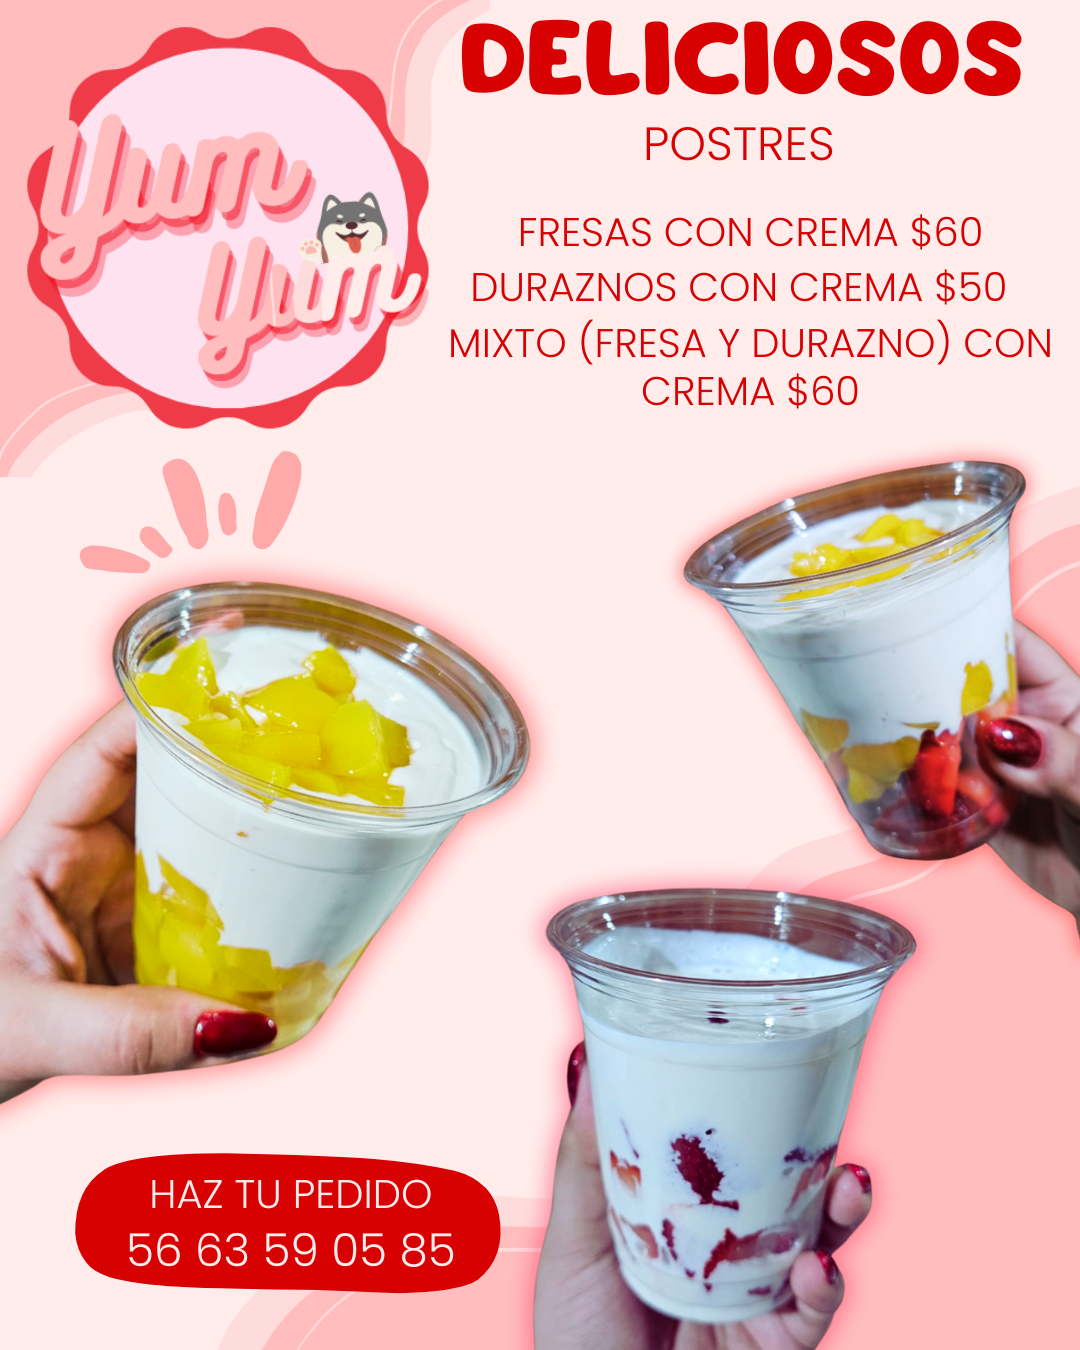 Yum
Yum
DELICIOSOS
POSTRES
FRESAS CON CREMA $60
DURAZNOS CON CREMA $50
MIXTO (FRESA Y DURAZNO) CON
CREMA $60
HAZ TU PEDIDO
56 63 59 05 85